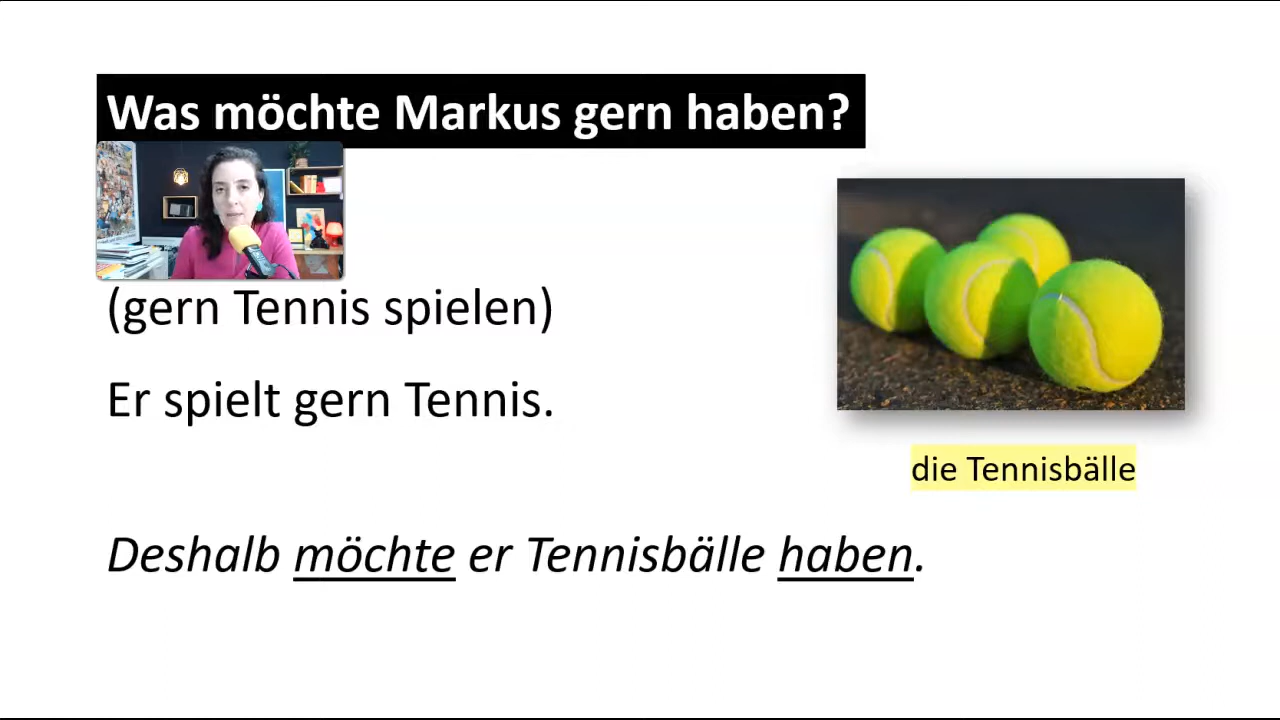 Was möchte Markus gern haben?
(gern Tennis spielen)
Er spielt gern Tennis.
die Tennisbälle
Deshalb möchte er Tennisbälle haben.